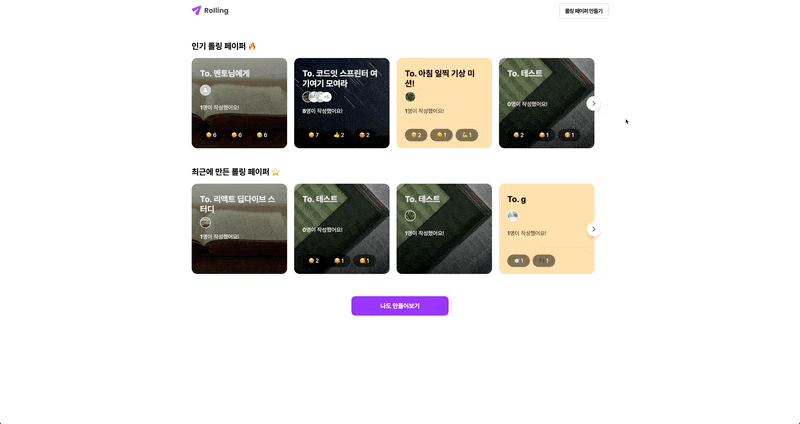 Rolling
롤링 페이퍼 만들기
인기 롤링 페이퍼 🔥
To. 멘토님에게
1명이 작성했어요!
6
6
6
To. 코드잇 스프린터 여
기여기 모여라
8명이 작성했어요!
7
2
2
To. 아침 일찍 기상 미
션!
1명이 작성했어요!
2
1
1
To. 테스트
0명이 작성했어요!
2
1
1
최근에 만든 롤링 페이퍼 ⭐
To. 리액트 딥다이브 스
터디
1명이 작성했어요!
To. 테스트
0명이 작성했어요!
2
1
1
To. 테스트
1명이 작성했어요!
To. g
1명이 작성했어요!
1
1
나도 만들어보기